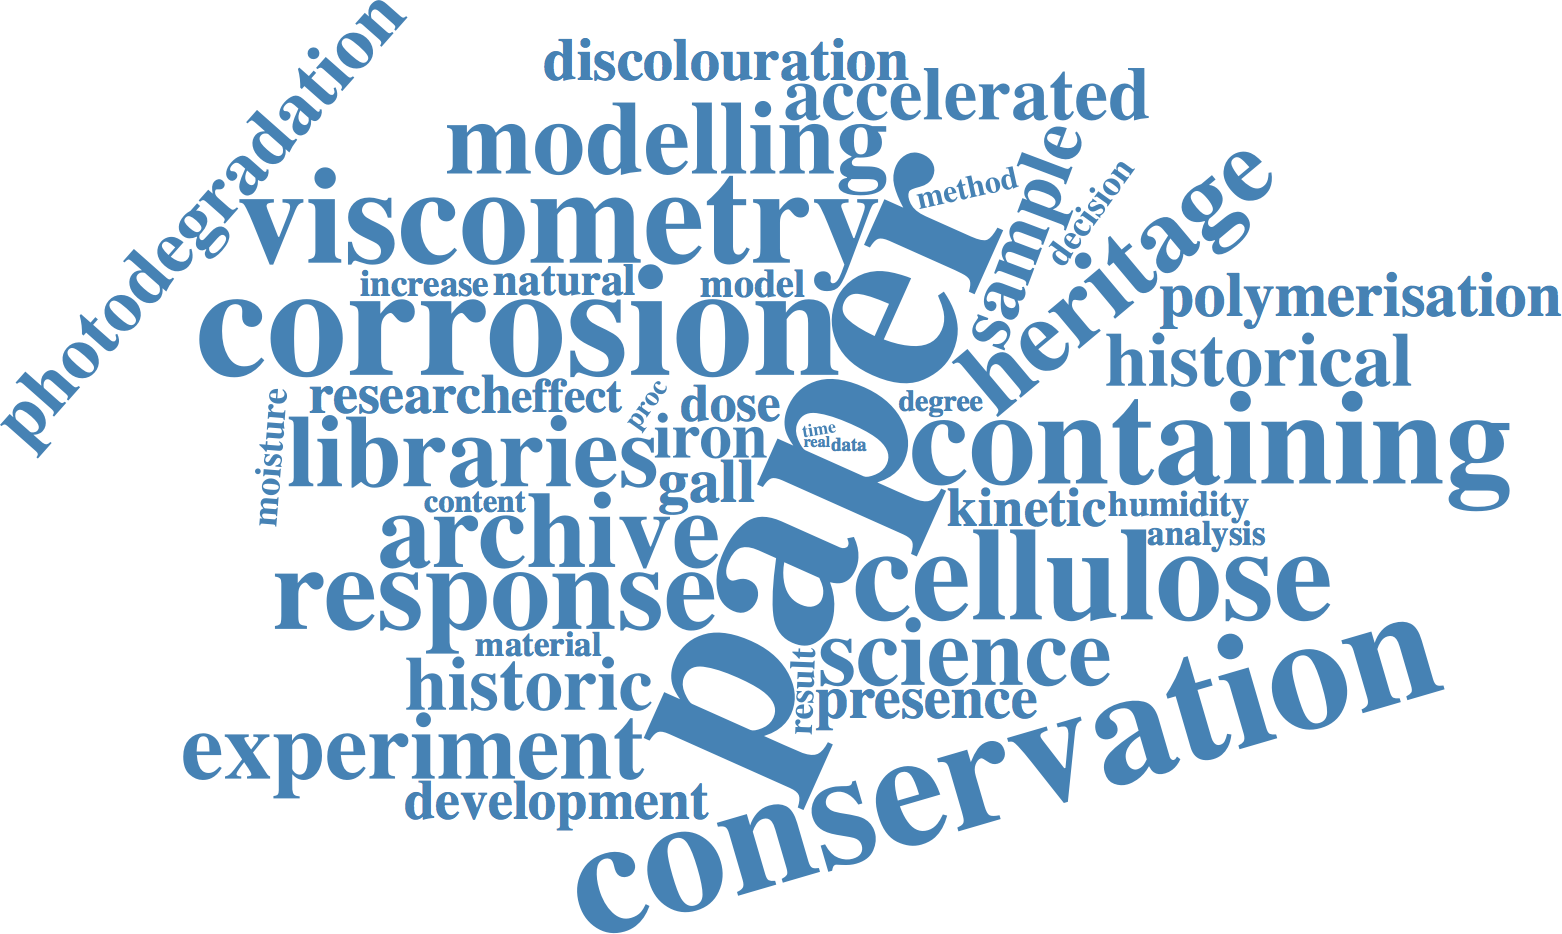 photodegradation
discolouration
accelerated
modelling
method
sample
decision
heritage
viscometry
increase
natural
model
polymerisation
corrosion
paper
historical
research
effect
proc
dose
degree
moisture
libraries
iron
time
real
data
containing
gall
content
archive
kinetic
humidity
analysis
response
cellulose
material
science
historic
result
presence
experiment
conservation
development